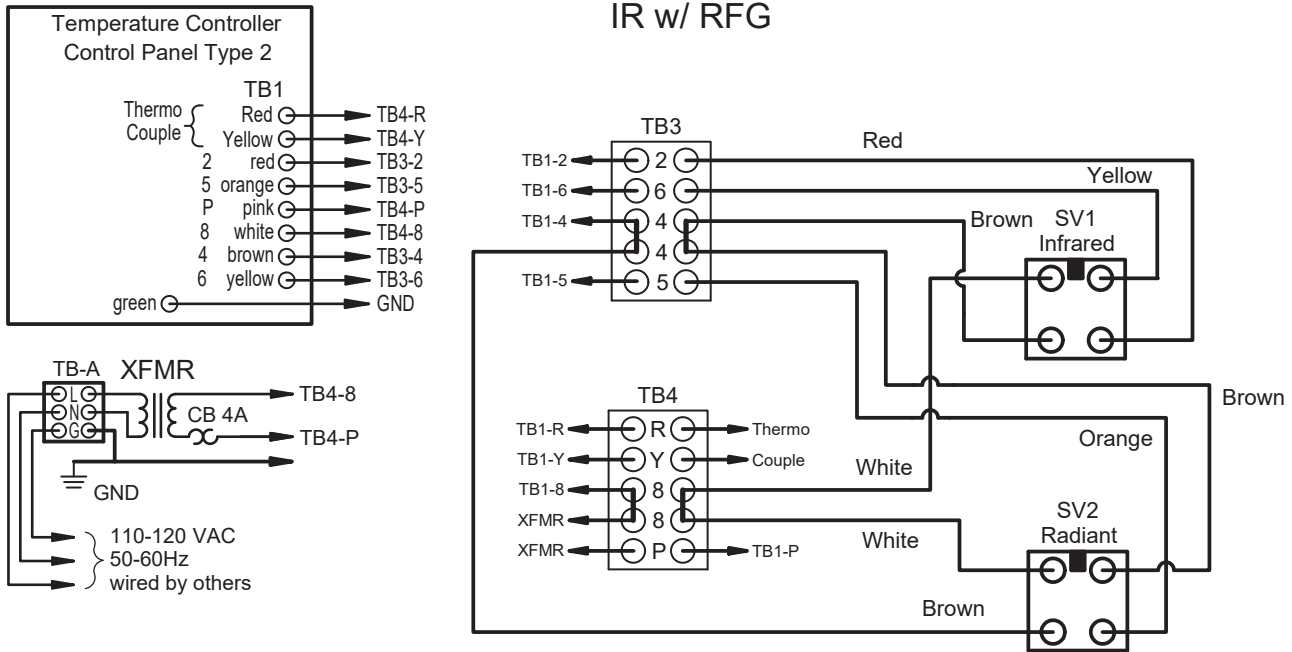 IR w/ RFG
Temperature Controller
Control Panel Type 2
TB1
Thermo
Couple
Red TB4-R
Yellow TB4-Y
2 red TB3-2
5 orange TB3-5
P pink TB4-P
8 white TB4-8
4 brown TB3-4
6 yellow TB3-6
green GND
TB-A XFMR
L
N
G
CB 4A
TB4-8
TB4-P
GND
110-120 VAC
50-60Hz
wired by others
TB3
TB1-2 2 Red
TB1-6 6 Yellow
TB1-4 4 Brown
4
TB1-5 5
SV1
Infrared
Brown
Orange
TB4
TB1-R R Thermo
TB1-Y Y Couple
TB1-8 8 White
XFMR 8 White
XFMR P TB1-P
SV2
Radiant
Brown